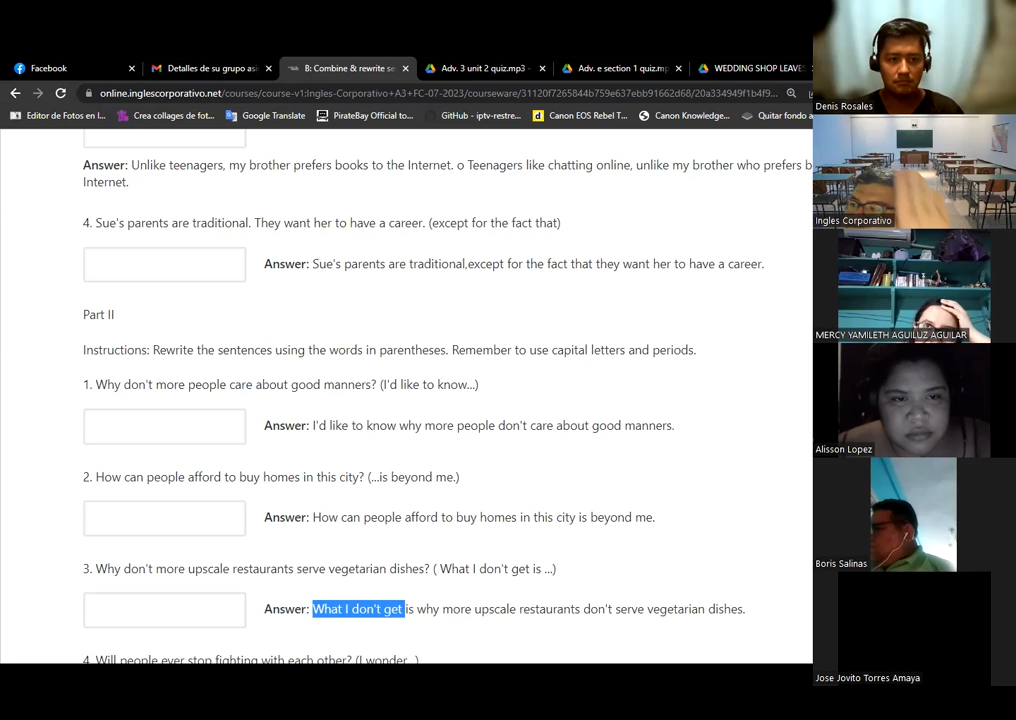 Facebook
Detalles de su grupo asi
B: Combine & rewrite se
Adv. 3 unit 2 quiz.mp3 -
Adv. e section 1 quiz.mp
WEDDING SHOP LEAVE
online.inglescorporativo.net/courses/course-v1:Ingles-Corporativo+A3+FC-07-2023/courseware/31120f7265844b759e637ebb91662d68/20a334949f1b4f9...
Editor de Fotos en l...
Crea collages de fot...
Google Translate
PirateBay Official to...
GitHub - iptv-restre...
Canon EOS Rebel T...
Canon Knowledge...
Quitar fondo a
Answer: Unlike teenagers, my brother prefers books to the Internet. o Teenagers like chatting online, unlike my brother who prefers b
Internet.
4. Sue's parents are traditional. They want her to have a career. (except for the fact that)
Answer: Sue's parents are traditional,except for the fact that they want her to have a career.
Part II
Instructions: Rewrite the sentences using the words in parentheses. Remember to use capital letters and periods.
1. Why don't more people care about good manners? (I'd like to know...)
Answer: I'd like to know why more people don't care about good manners.
2. How can people afford to buy homes in this city? (...is beyond me.)
Answer: How can people afford to buy homes in this city is beyond me.
3. Why don't more upscale restaurants serve vegetarian dishes? ( What I don't get is ...)
Answer: What I don't get is why more upscale restaurants don't serve vegetarian dishes.
4. Will people ever stop fighting with each other? (I wonder...)
Denis Rosales
Ingles Corporativo
MERCY YAMILETH AGUILUZ AGUILAR
Alisson Lopez
Boris Salinas
Jose Jovito Torres Amaya